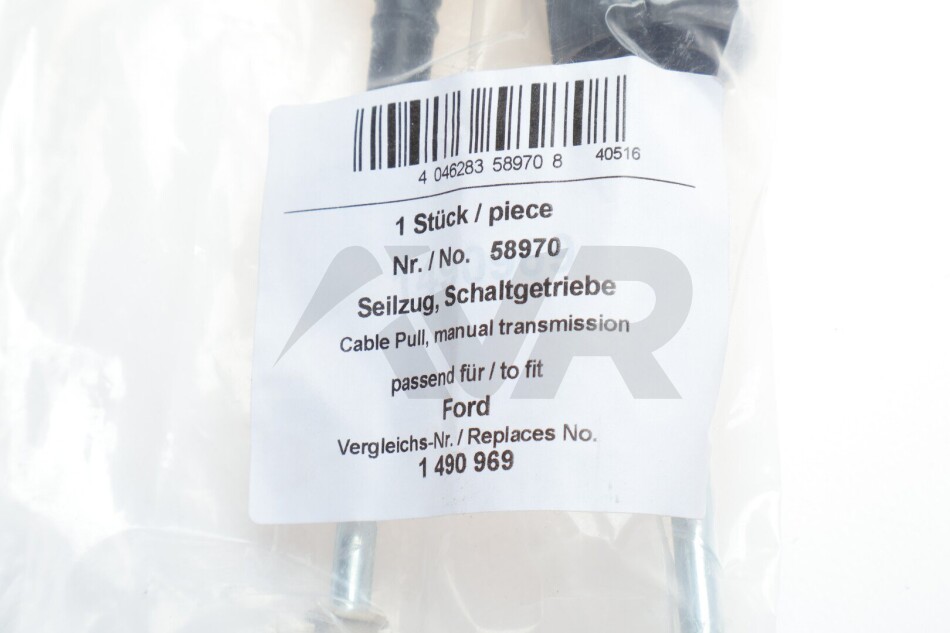 4 046283 58970 8 40516
1 Stück / piece
Nr. / No. 58970
Seilzug, Schaltgetriebe
Cable Pull, manual transmission
passend für / to fit
Ford
Vergleichs-Nr. / Replaces No.
1 490 969